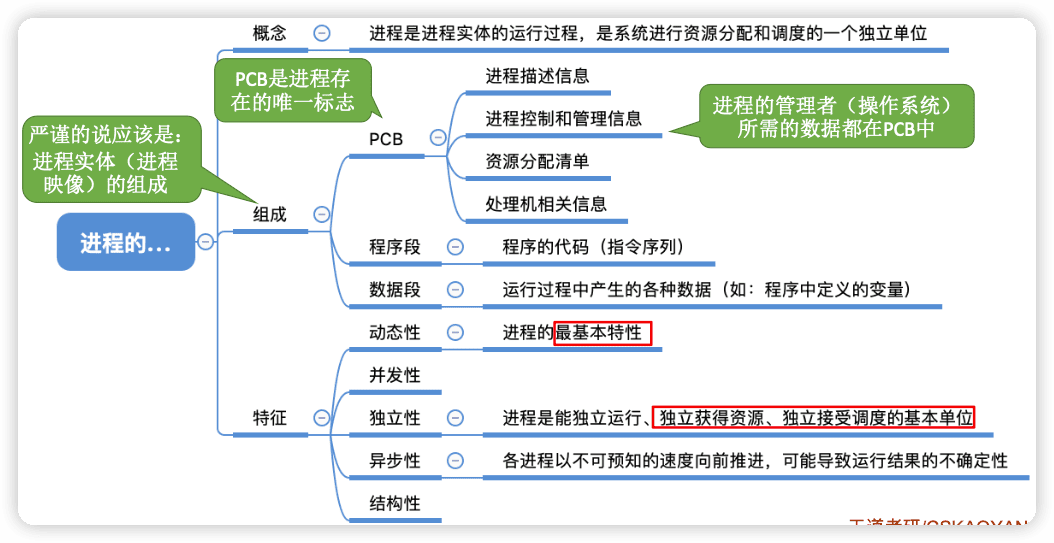 概念
进程是进程实体的运行过程，是系统进行资源分配和调度的一个独立单位
PCB是进程存
在的唯一标志
进程描述信息
进程控制和管理信息
进程的管理者（操作系统）
所需的数据都在PCB中
PCB
资源分配清单
处理机相关信息
严谨的说应该是：
进程实体（进程
映像）的组成
组成
进程的...
程序段
程序的代码（指令序列）
数据段
运行过程中产生的各种数据（如：程序中定义的变量）
动态性
进程的最基本特性
并发性
特征
独立性
进程是能独立运行、独立获得资源、独立接受调度的基本单位
异步性
各进程以不可预知的速度向前推进，可能导致运行结果的不确定性
结构性
王道考研/CSKAOYAN